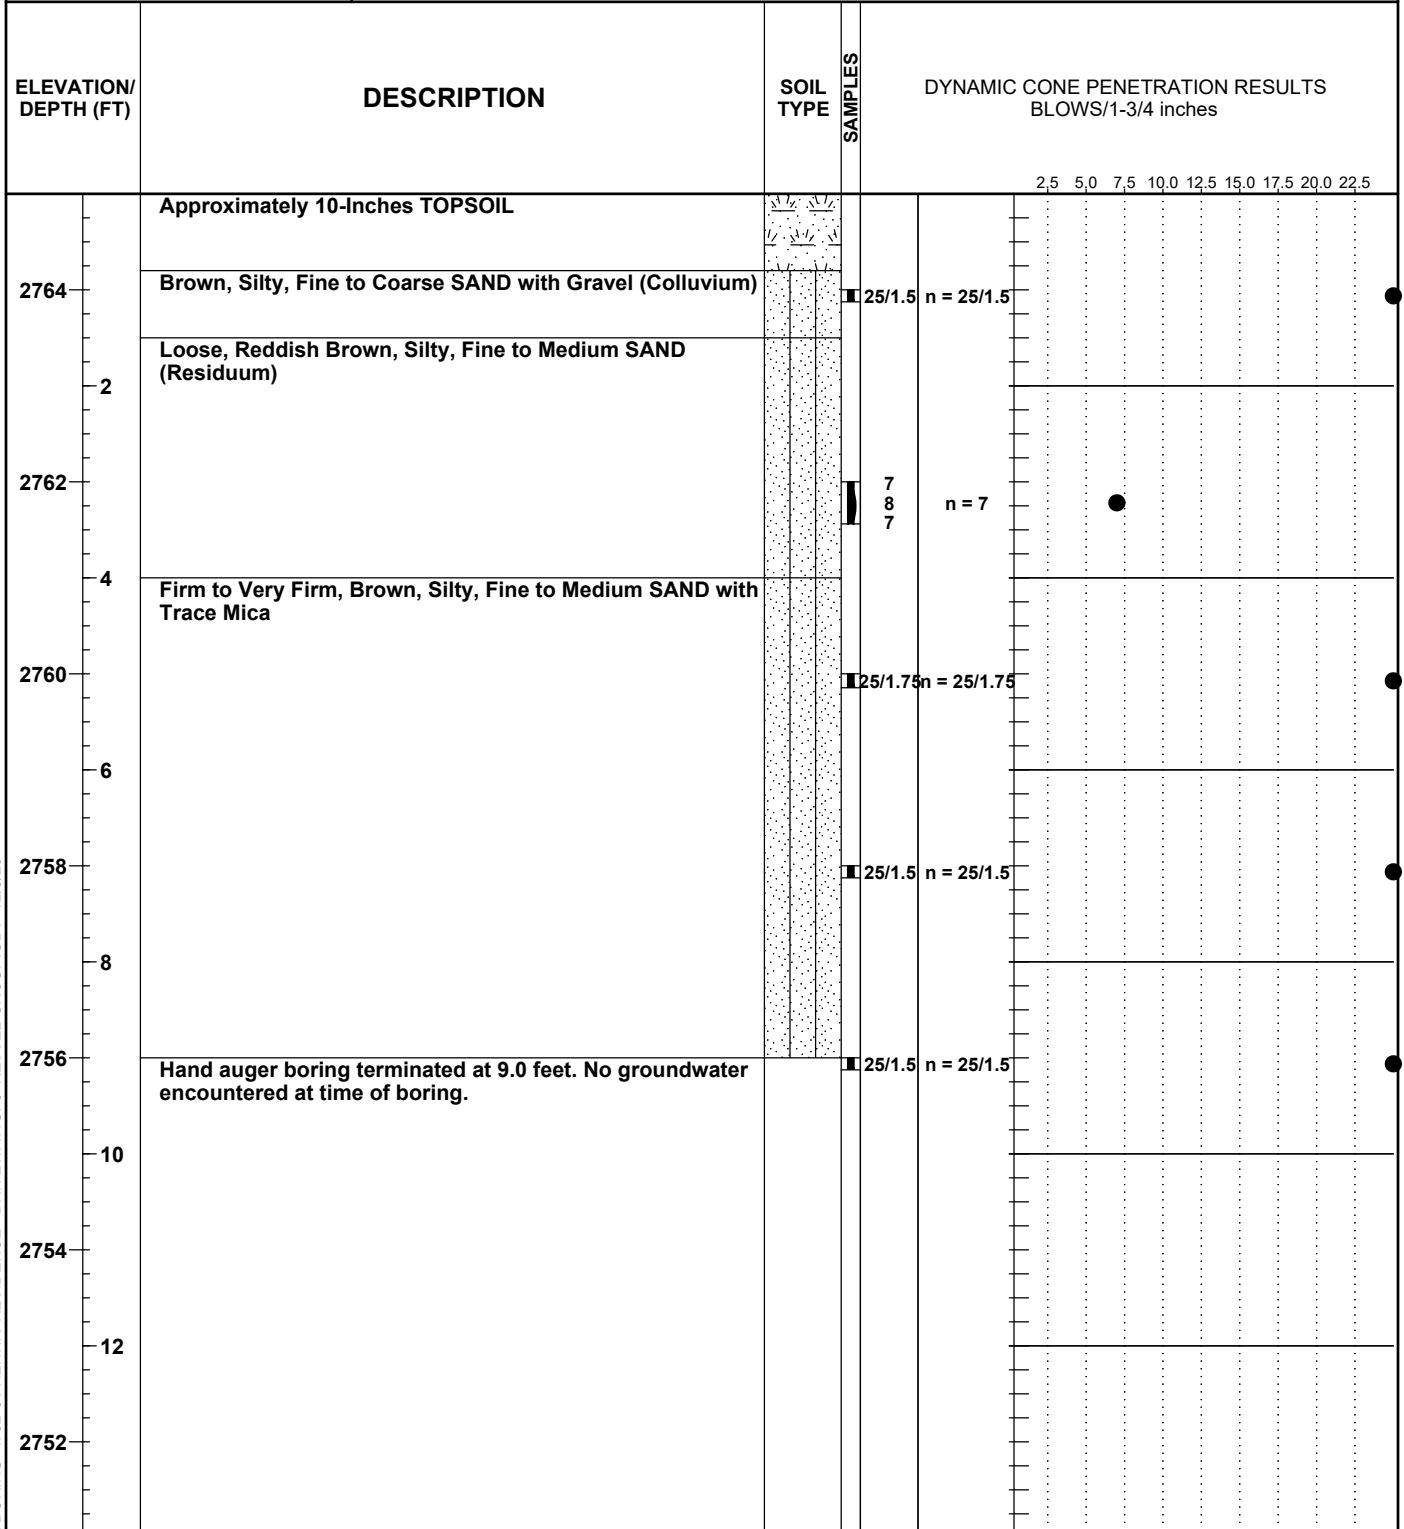 ELEVATION/
DEPTH (FT)
DESCRIPTION
SOIL
TYPE
SAMPLES
DYNAMIC CONE PENETRATION RESULTS
BLOWS/1-3/4 inches
2.5 5.0 7.5 10.0 12.5 15.0 17.5 20.0 22.5
Approximately 10-Inches TOPSOIL
Brown, Silty, Fine to Coarse SAND with Gravel (Colluvium)
2764
25/1.5 n = 25/1.5
Loose, Reddish Brown, Silty, Fine to Medium SAND
(Residuum)
2
2762
7
8
7
n = 7
4
Firm to Very Firm, Brown, Silty, Fine to Medium SAND with
Trace Mica
2760
25/1.75 n = 25/1.75
6
2758
25/1.5 n = 25/1.5
8
2756
Hand auger boring terminated at 9.0 feet. No groundwater
encountered at time of boring.
25/1.5 n = 25/1.5
10
2754
12
2752